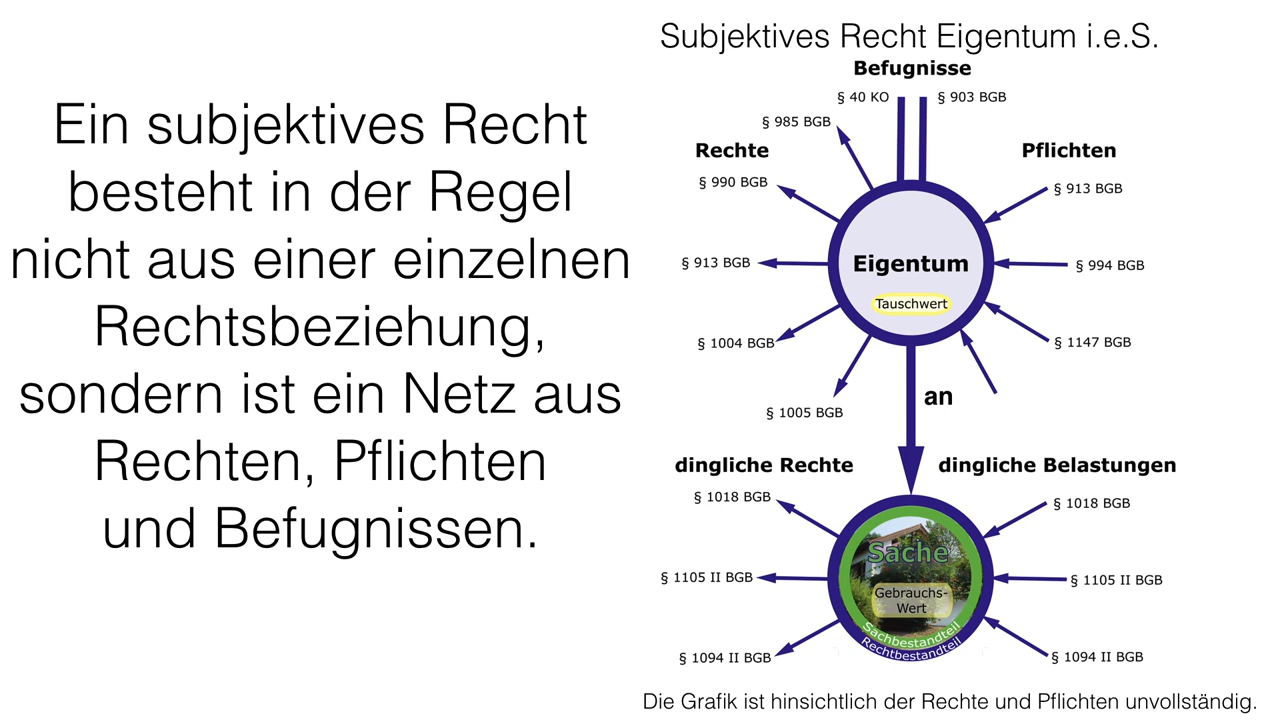 Ein subjektives Recht
besteht in der Regel
nicht aus einer einzelnen
Rechtsbeziehung,
sondern ist ein Netz aus
Rechten, Pflichten
und Befugnissen.
Subjektives Recht Eigentum i.e.S.
Befugnisse
§ 40 KO
§ 903 BGB
§ 985 BGB
Rechte
Pflichten
§ 990 BGB
§ 913 BGB
§ 913 BGB
Eigentum
§ 994 BGB
Tauschwert
§ 1004 BGB
§ 1147 BGB
§ 1005 BGB
an
dingliche Rechte
dingliche Belastungen
§ 1018 BGB
§ 1018 BGB
Sache
§ 1105 II BGB
§ 1105 II BGB
Gebrauchs-
Wert
Sachbestandteil
Rechtbestandteil
§ 1094 II BGB
§ 1094 II BGB
Die Grafik ist hinsichtlich der Rechte und Pflichten unvollständig.